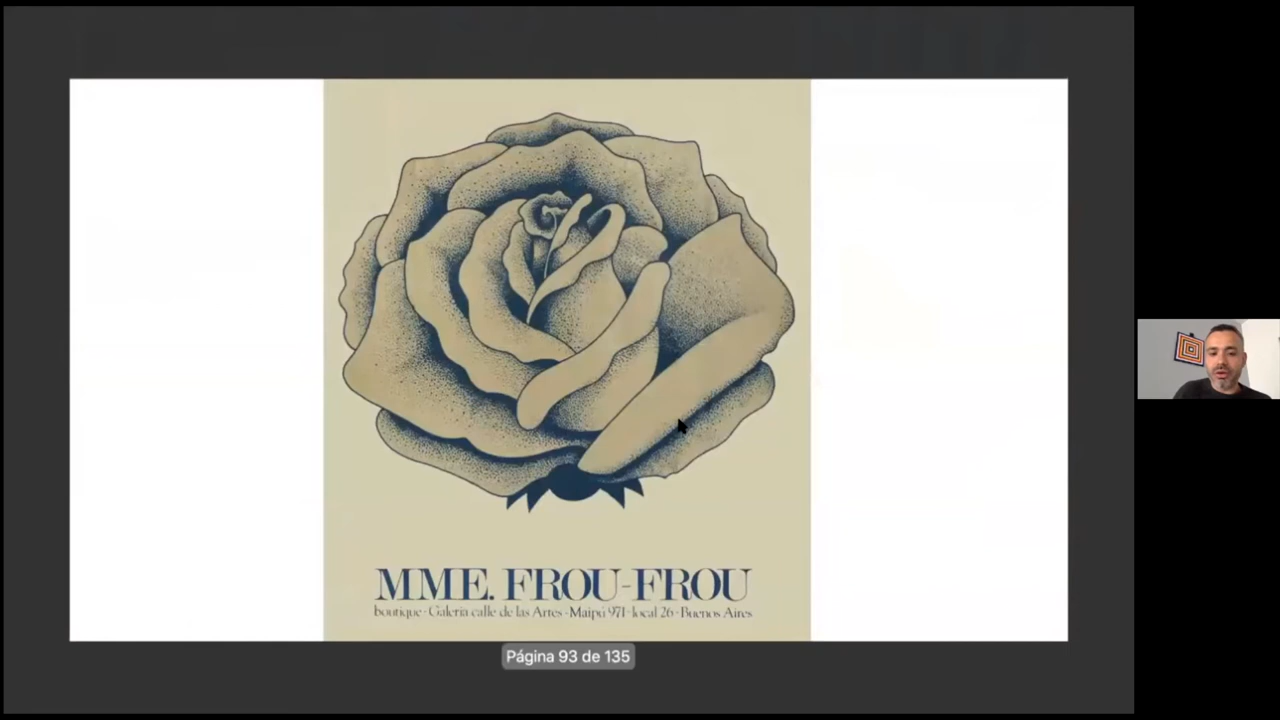 MME. FROU-FROU
boutique · Galería calle de las Artes · Maipú 971 · local 26 · Buenos Aires
Página 93 de 135